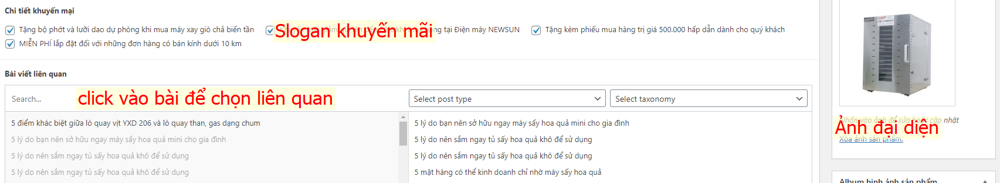 Chi tiết khuyến mại
Tặng bộ phớt và lưỡi dao dự phòng khi mua máy xay giò chả biến tần
Slogan khuyến mãi
tại Điện máy NEWSUN
Tặng kèm phiếu mua hàng trị giá 500.000 hấp dẫn dành cho quý khách
MIỄN PHÍ lắp đặt đối với những đơn hàng có bán kính dưới 10 km
Bài viết liên quan
Search...
click vào bài để chọn liên quan
Select post type
Select taxonomy
5 điểm khác biệt giữa lò quay vịt YXD 206 và lò quay than, gas dạng chum
5 lý do bạn nên sở hữu ngay máy sấy hoa quả mini cho gia đình
5 lý do nên sắm ngay tủ sấy hoa quả khô để sử dụng
5 lý do nên sắm ngay tủ sấy hoa quả khô để sử dụng
5 lý do bạn nên sở hữu ngay máy sấy hoa quả mini cho gia đình
5 lý do nên sắm ngay tủ sấy hoa quả khô để sử dụng
5 lý do nên sắm ngay tủ sấy hoa quả khô để sử dụng
5 mặt hàng có thể kinh doanh chỉ nhờ máy sấy hoa quả
Nhấn vào ảnh để sửa hoặc cập nhật
Ảnh đại diện
Xóa ảnh sản phẩm.
Album hình ảnh sản phẩm